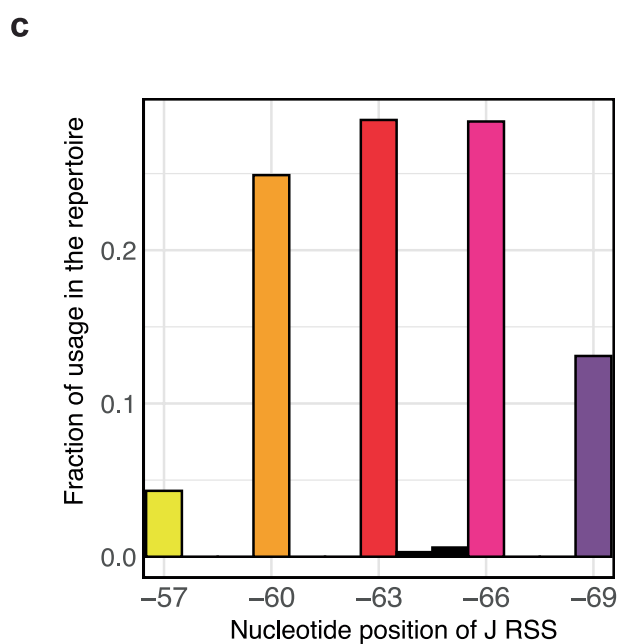 c
Fraction of usage in the repertoire
0.2
0.1
0.0
−57 −60 −63 −66 −69
Nucleotide position of J RSS